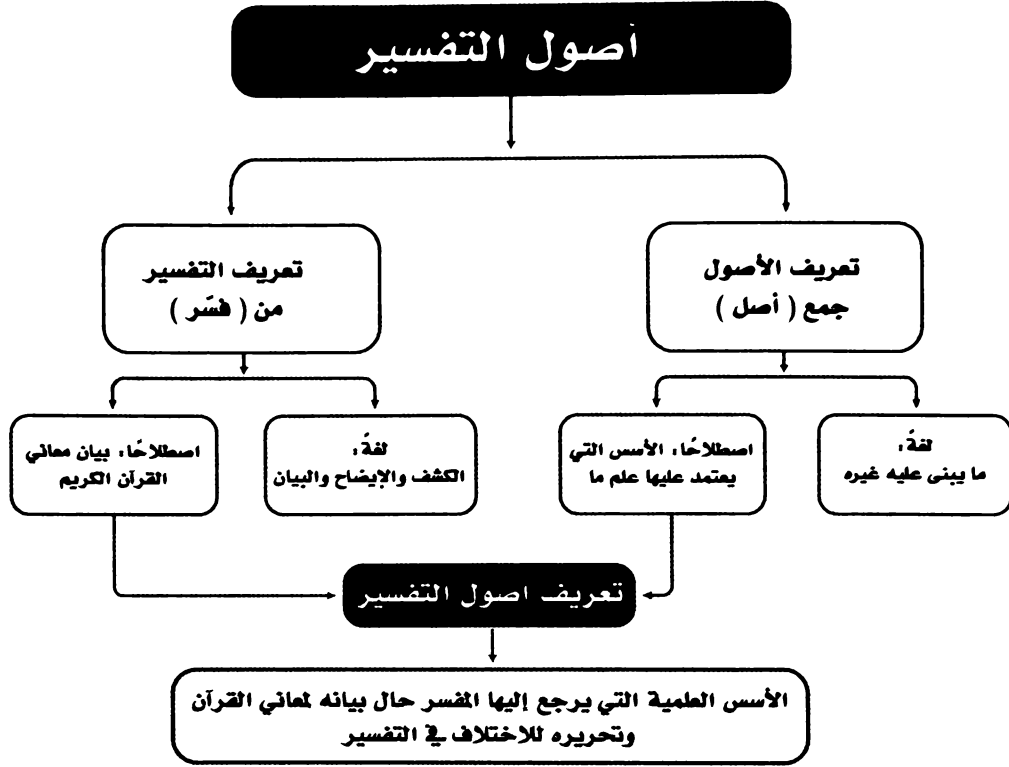 أصول التفسير
تعريف الأصول
جمع ( أصل )
تعريف التفسير
من ( فسّر )
لغةً:
ما يبنى عليه غيره
اصطلاحًا: الأسس التي
يعتمد عليها علم ما
لغةً:
الكشف والإيضاح والبيان
اصطلاحًا: بيان معاني
القرآن الكريم
تعريف اصول التفسير
الأسس العلمية التي يرجع إليها المفسر حال بيانه لمعاني القرآن
وتحريره للاختلاف في التفسير